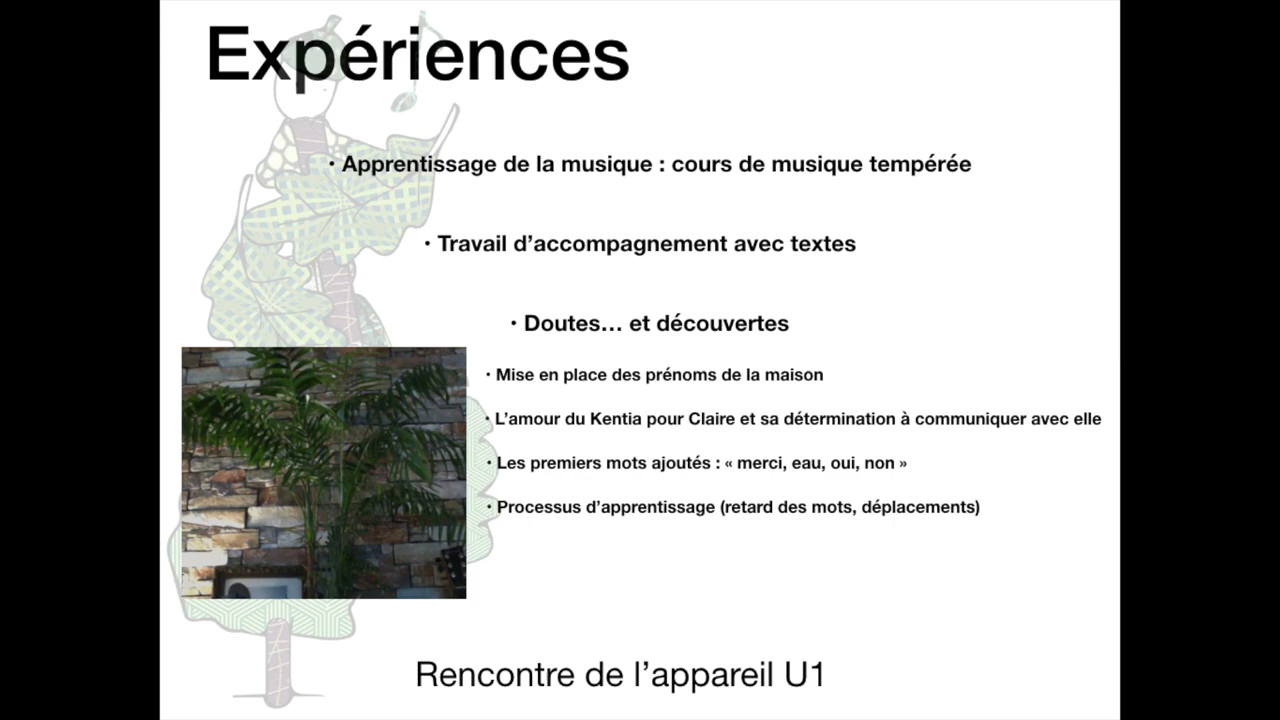 Expériences
• Apprentissage de la musique : cours de musique tempérée
• Travail d’accompagnement avec textes
• Doutes… et découvertes
• Mise en place des prénoms de la maison
• L’amour du Kentia pour Claire et sa détermination à communiquer avec elle
• Les premiers mots ajoutés : « merci, eau, oui, non »
• Processus d’apprentissage (retard des mots, déplacements)
Rencontre de l’appareil U1